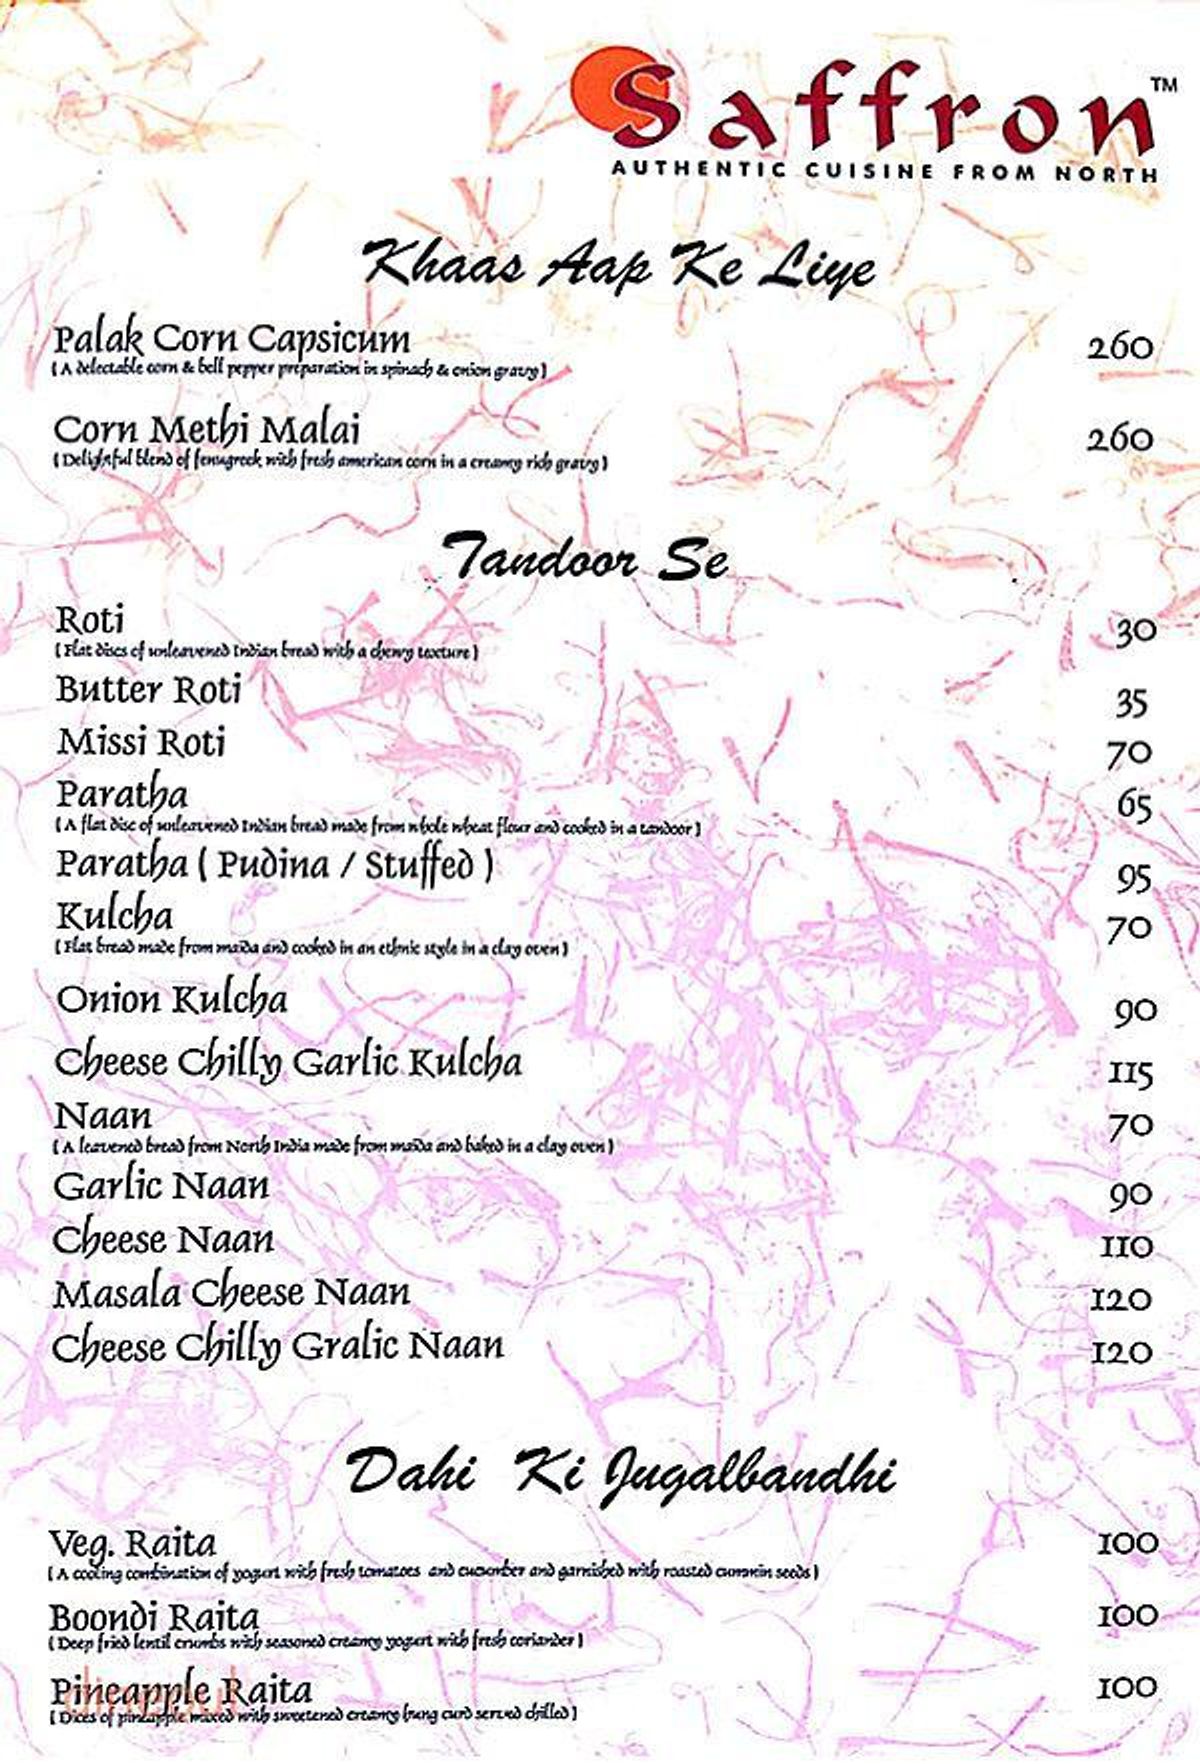 Saffron™
AUTHENTIC CUISINE FROM NORTH
Khaas Aap Ke Liye
Palak Corn Capsicum 260
( A delectable corn & bell pepper preparation in spinach & onion gravy )
Corn Methi Malai 260
( Delightful blend of fenugreek with fresh american corn in a creamy rich gravy )
Tandoor Se
Roti 30
( Flat discs of unleavened Indian bread with a chewy texture )
Butter Roti 35
Missi Roti 70
Paratha 65
( A flat disc of unleavened Indian bread made from whole wheat flour and cooked in a tandoor )
Paratha ( Pudina / Stuffed ) 95
Kulcha 70
( Flat bread made from maida and cooked in an ethnic style in a clay oven )
Onion Kulcha 90
Cheese Chilly Garlic Kulcha 115
Naan 70
( A leavened bread from North India made from maida and baked in a clay oven )
Garlic Naan 90
Cheese Naan 110
Masala Cheese Naan 120
Cheese Chilly Gralic Naan 120
Dahi Ki Jugalbandhi
Veg. Raita 100
( A cooling combination of yogurt with fresh tomatoes and cucumber and garnished with roasted cummin seeds )
Boondi Raita 100
( Deep fried lentil crumbs with seasoned creamy yogurt with fresh coriander )
Pineapple Raita 100
( Dices of pineapple mixed with sweetened creamy hung curd served chilled )